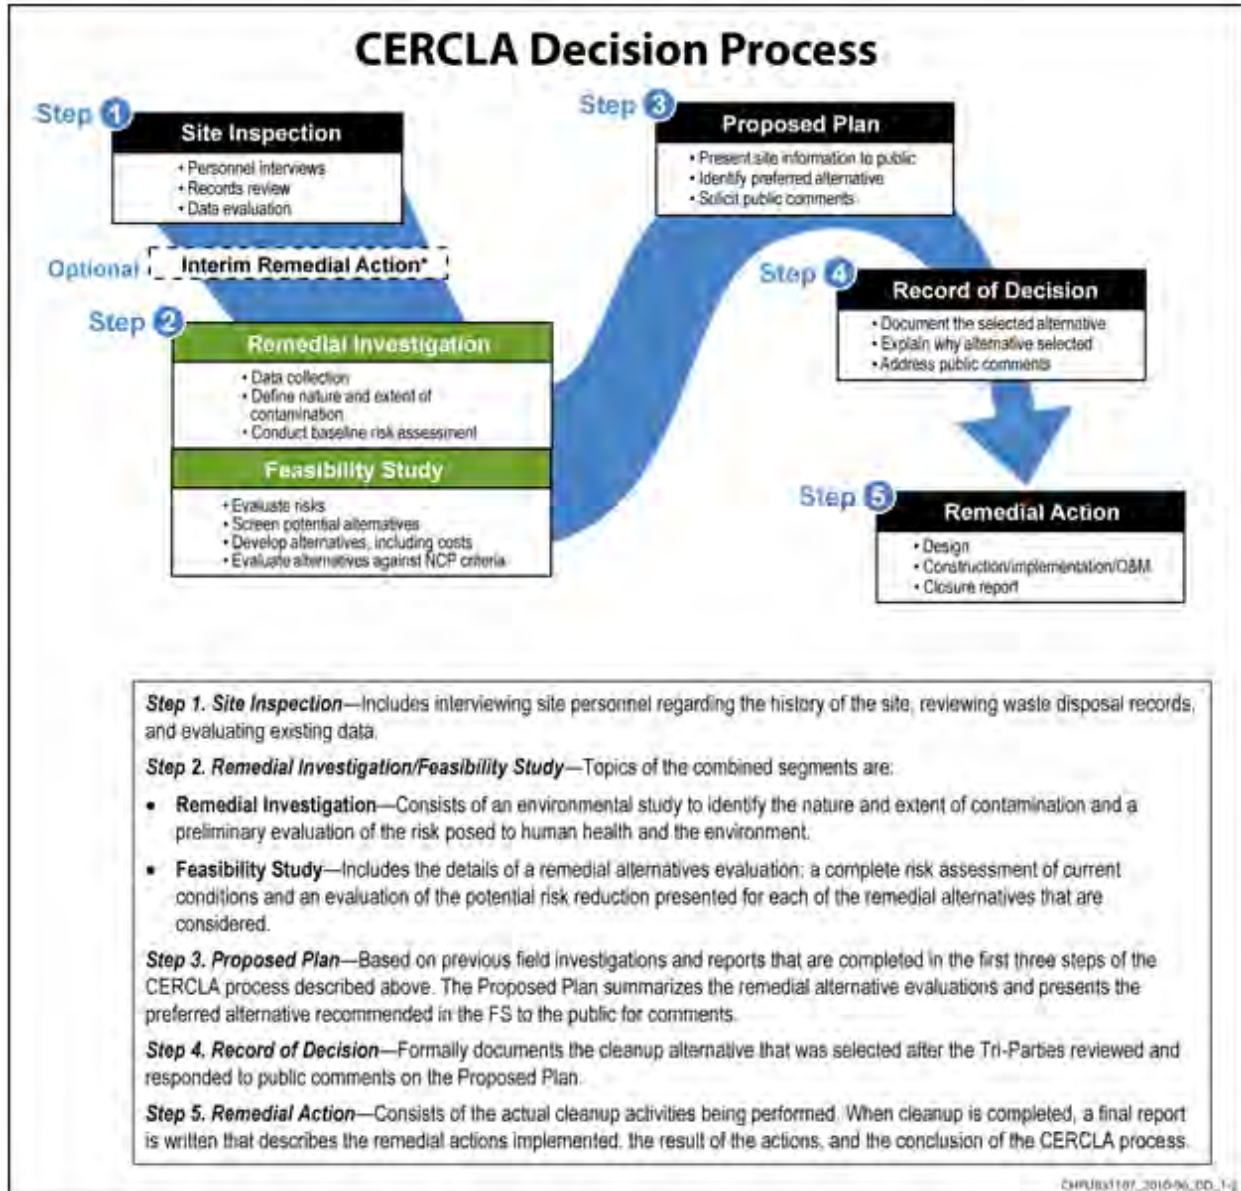 CERCLA Decision Process
Step 1
Site Inspection
• Personnel interviews
• Records review
• Data evaluation
Optional
Interim Remedial Action*
Step 2
Remedial Investigation
• Data collection
• Define nature and extent of
contamination
• Conduct baseline risk assessment
Feasibility Study
• Evaluate risks
• Screen potential alternatives
• Develop alternatives, including costs
• Evaluate alternatives against NCP criteria
Step 3
Proposed Plan
• Present site information to public
• Identify preferred alternative
• Solicit public comments
Step 4
Record of Decision
• Document the selected alternative
• Explain why alternative selected
• Address public comments
Step 5
Remedial Action
• Design
• Construction/implementation/O&M
• Closure report
Step 1. Site Inspection—Includes interviewing site personnel regarding the history of the site, reviewing waste disposal records,
and evaluating existing data.
Step 2. Remedial Investigation/Feasibility Study—Topics of the combined segments are:
• Remedial Investigation—Consists of an environmental study to identify the nature and extent of contamination and a
preliminary evaluation of the risk posed to human health and the environment.
• Feasibility Study—Includes the details of a remedial alternatives evaluation: a complete risk assessment of current
conditions and an evaluation of the potential risk reduction presented for each of the remedial alternatives that are
considered.
Step 3. Proposed Plan—Based on previous field investigations and reports that are completed in the first three steps of the
CERCLA process described above. The Proposed Plan summarizes the remedial alternative evaluations and presents the
preferred alternative recommended in the FS to the public for comments.
Step 4. Record of Decision—Formally documents the cleanup alternative that was selected after the Tri-Parties reviewed and
responded to public comments on the Proposed Plan.
Step 5. Remedial Action—Consists of the actual cleanup activities being performed. When cleanup is completed, a final report
is written that describes the remedial actions implemented, the result of the actions, and the conclusion of the CERCLA process.